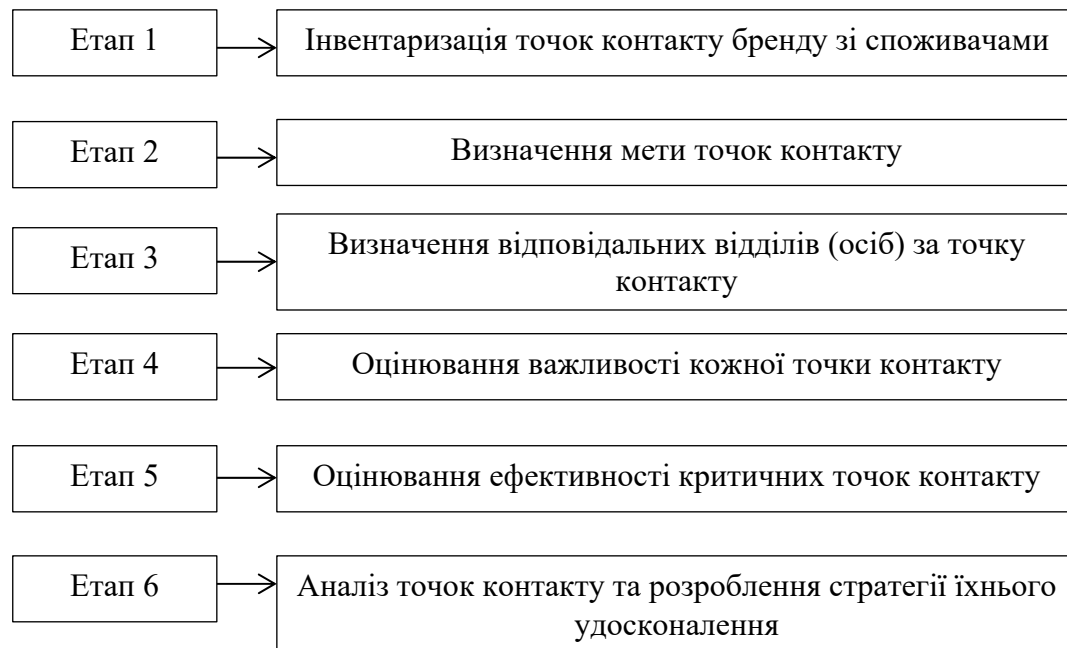 Етап 1
Інвентаризація точок контакту бренду зі споживачами
Етап 2
Визначення мети точок контакту
Етап 3
Визначення відповідальних відділів (осіб) за точку
контакту
Етап 4
Оцінювання важливості кожної точки контакту
Етап 5
Оцінювання ефективності критичних точок контакту
Етап 6
Аналіз точок контакту та розроблення стратегії їхнього
удосконалення